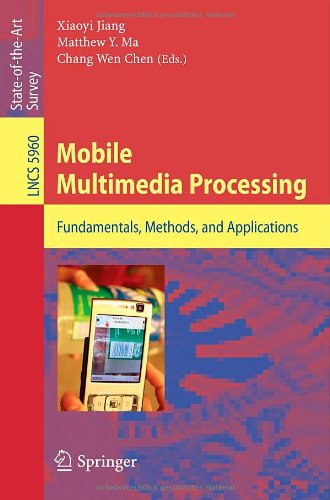 Xiaoyi Jiang
Matthew Y. Ma
Chang Wen Chen (Eds.)
State-of-the-Art
Survey
LNCS 5960
Mobile
Multimedia Processing
Fundamentals, Methods, and Applications
Springer